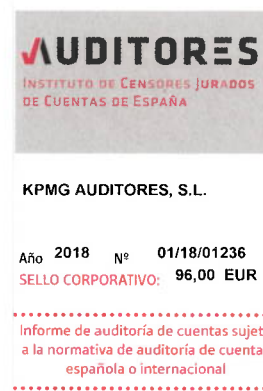 AUDITORES
INSTITUTO DE CENSORES JURADOS
DE CUENTAS DE ESPAÑA
KPMG AUDITORES, S.L.
Año 2018 Nº 01/18/01236
SELLO CORPORATIVO: 96,00 EUR
Informe de auditoría de cuentas sujet
a la normativa de auditoría de cuenta
española o internacional